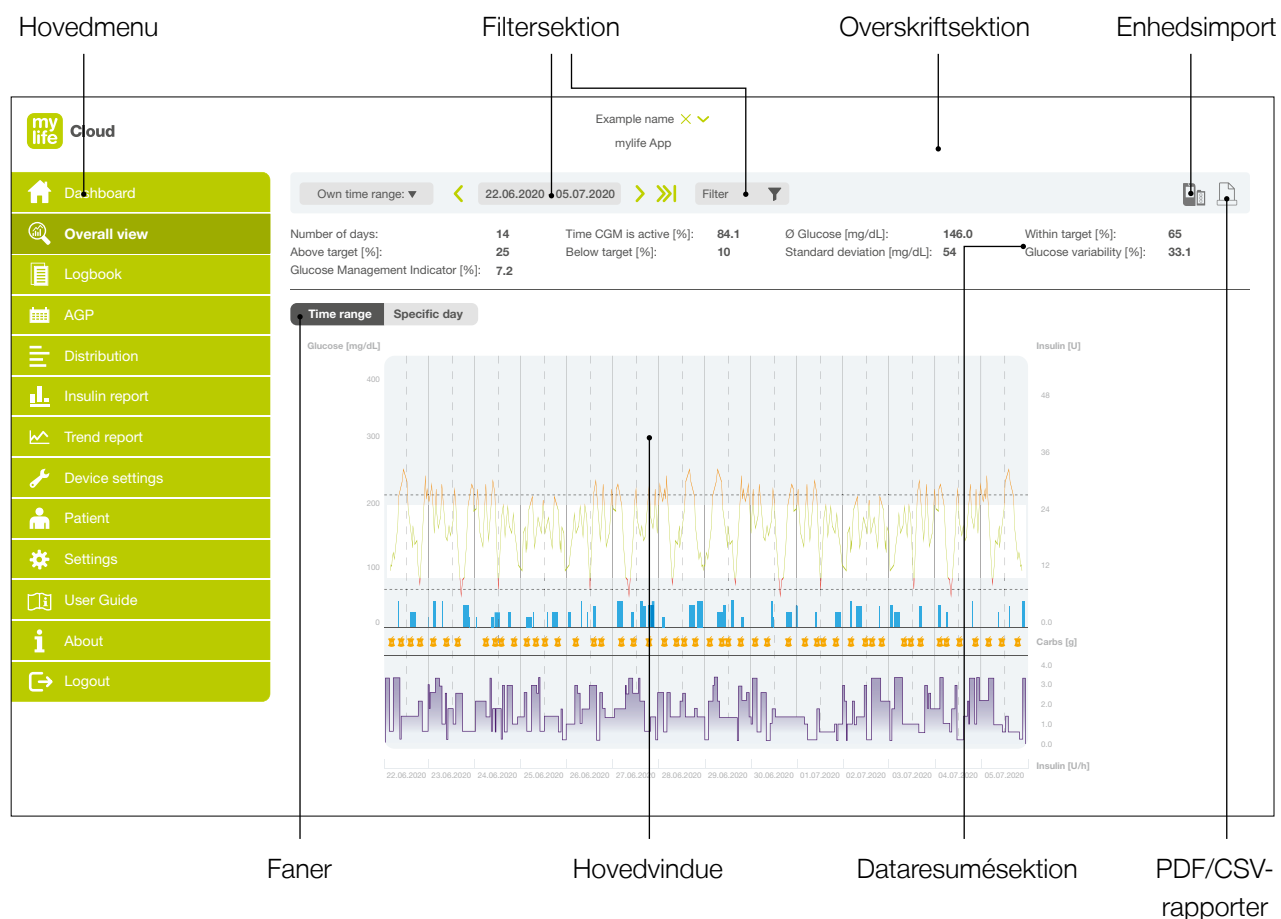 Hovedmenu
Filtersektion
Overskriftsektion
Enhedsimport
my
life
Cloud
Example name
mylife App
Dashboard
Overall view
Logbook
AGP
Distribution
Insulin report
Trend report
Device settings
Patient
Settings
User Guide
About
Logout
Own time range:
22.06.2020 05.07.2020
Filter
Number of days: 14
Time CGM is active [%]: 84.1
Ø Glucose [mg/dL]: 146.0
Within target [%]: 65
Above target [%]: 25
Below target [%]: 10
Standard deviation [mg/dL]: 54
Glucose variability [%]: 33.1
Glucose Management Indicator [%]: 7.2
Time range
Specific day
Glucose [mg/dL]
Insulin [U]
400
48
300
36
200
24
100
12
0
0.0
Carbs [g]
4.0
3.0
2.0
1.0
0.0
Insulin [U/h]
22.06.2020 23.06.2020 24.06.2020 25.06.2020 26.06.2020 27.06.2020 28.06.2020 29.06.2020 30.06.2020 01.07.2020 02.07.2020 03.07.2020 04.07.2020 05.07.2020
Faner
Hovedvindue
Dataresumésektion
PDF/CSV-
rapporter